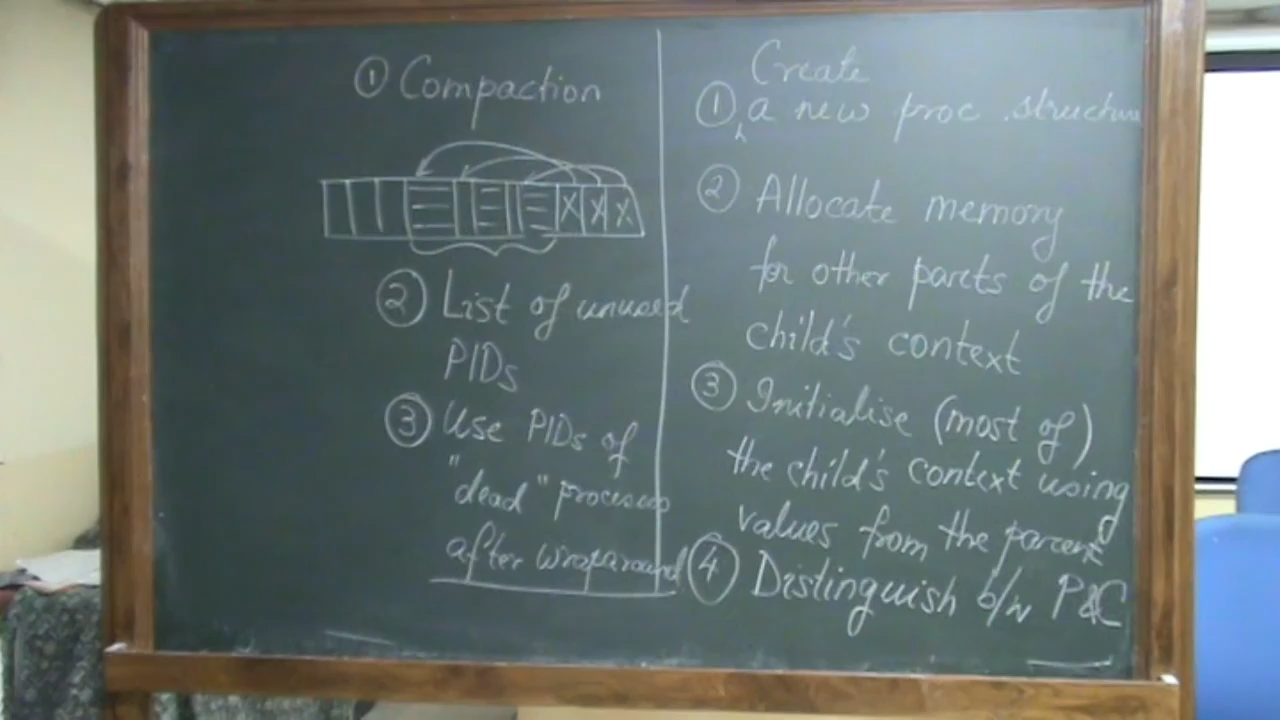 ① Compaction
X X X
② List of unused
PIDs
③ Use PIDs of
"dead" processes
after wraparound
Create
① a new proc structure
② Allocate memory
for other parts of the
child's context
③ Initialise (most of)
the child's context using
values from the parent
④ Distinguish b/w P&C